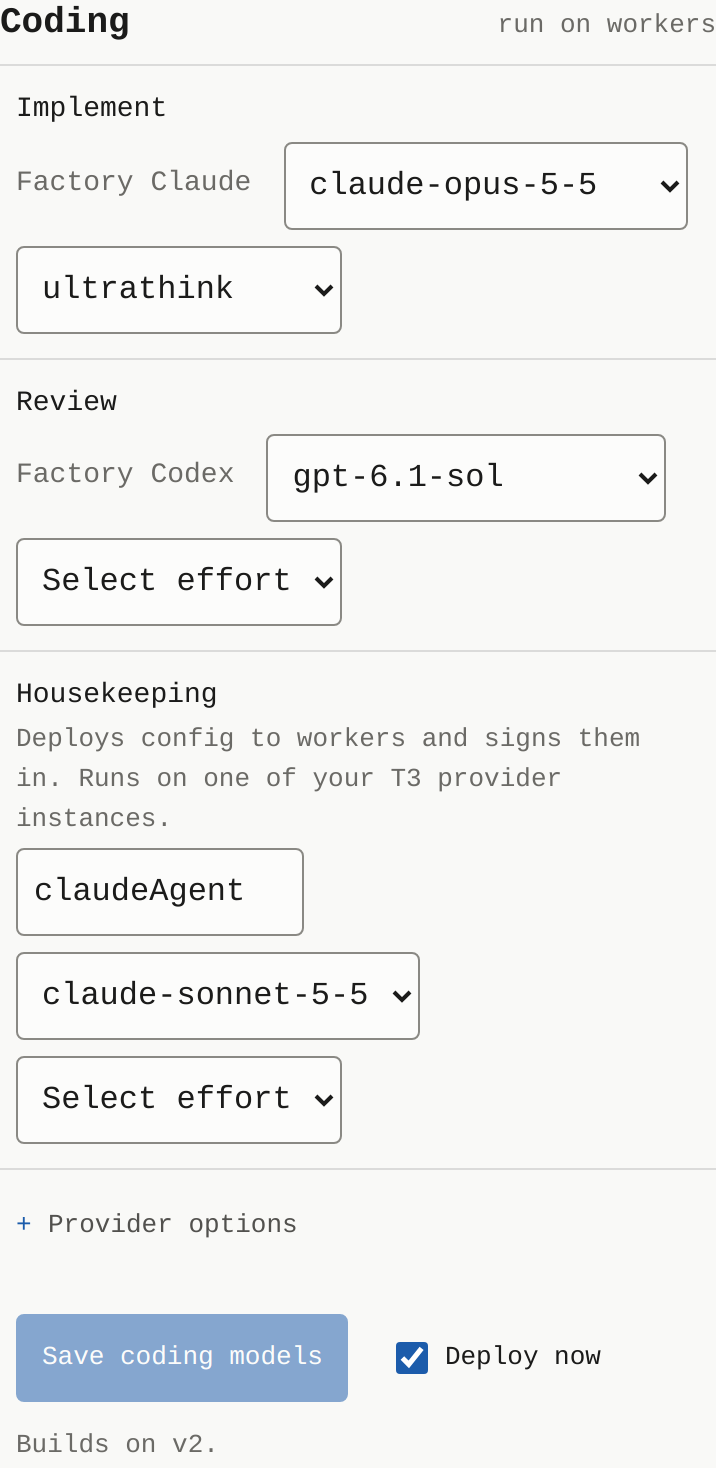 Coding run on workers
Implement
Factory Claude claude-opus-5-5
ultrathink
Review
Factory Codex gpt-6.1-sol
Select effort
Housekeeping
Deploys config to workers and signs them
in. Runs on one of your T3 provider
instances.
claudeAgent
claude-sonnet-5-5
Select effort
+ Provider options
Save coding models Deploy now
Builds on v2.